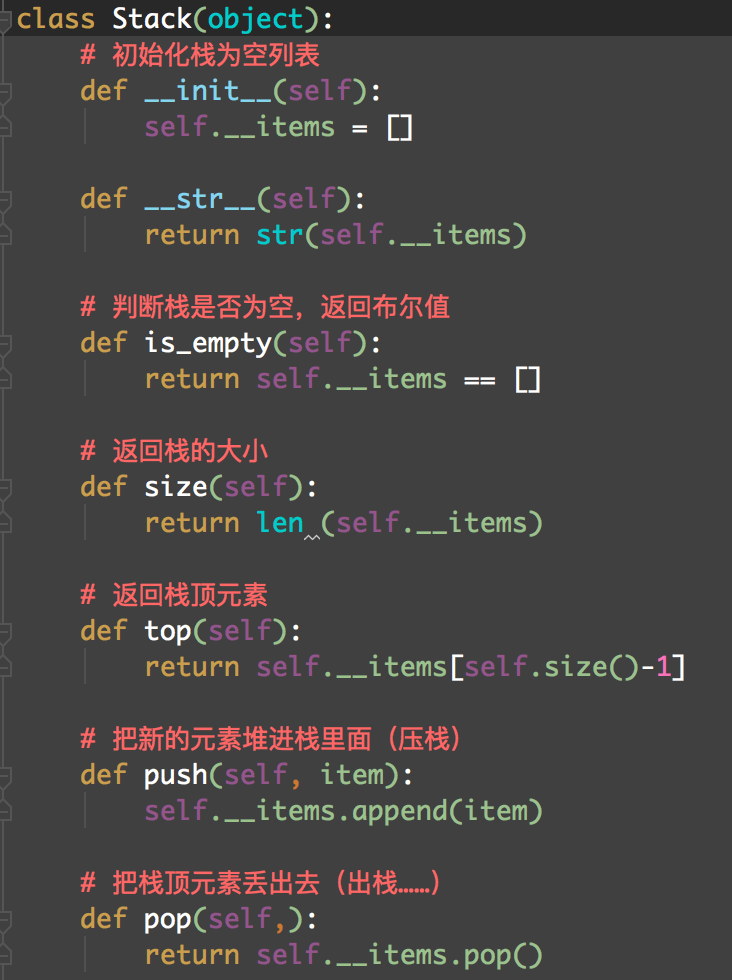 class Stack(object):
    # 初始化栈为空列表
    def __init__(self):
        self.__items = []

    def __str__(self):
        return str(self.__items)

    # 判断栈是否为空，返回布尔值
    def is_empty(self):
        return self.__items == []

    # 返回栈的大小
    def size(self):
        return len (self.__items)

    # 返回栈顶元素
    def top(self):
        return self.__items[self.size()-1]

    # 把新的元素堆进栈里面（压栈）
    def push(self, item):
        self.__items.append(item)

    # 把栈顶元素丢出去（出栈……）
    def pop(self,):
        return self.__items.pop()